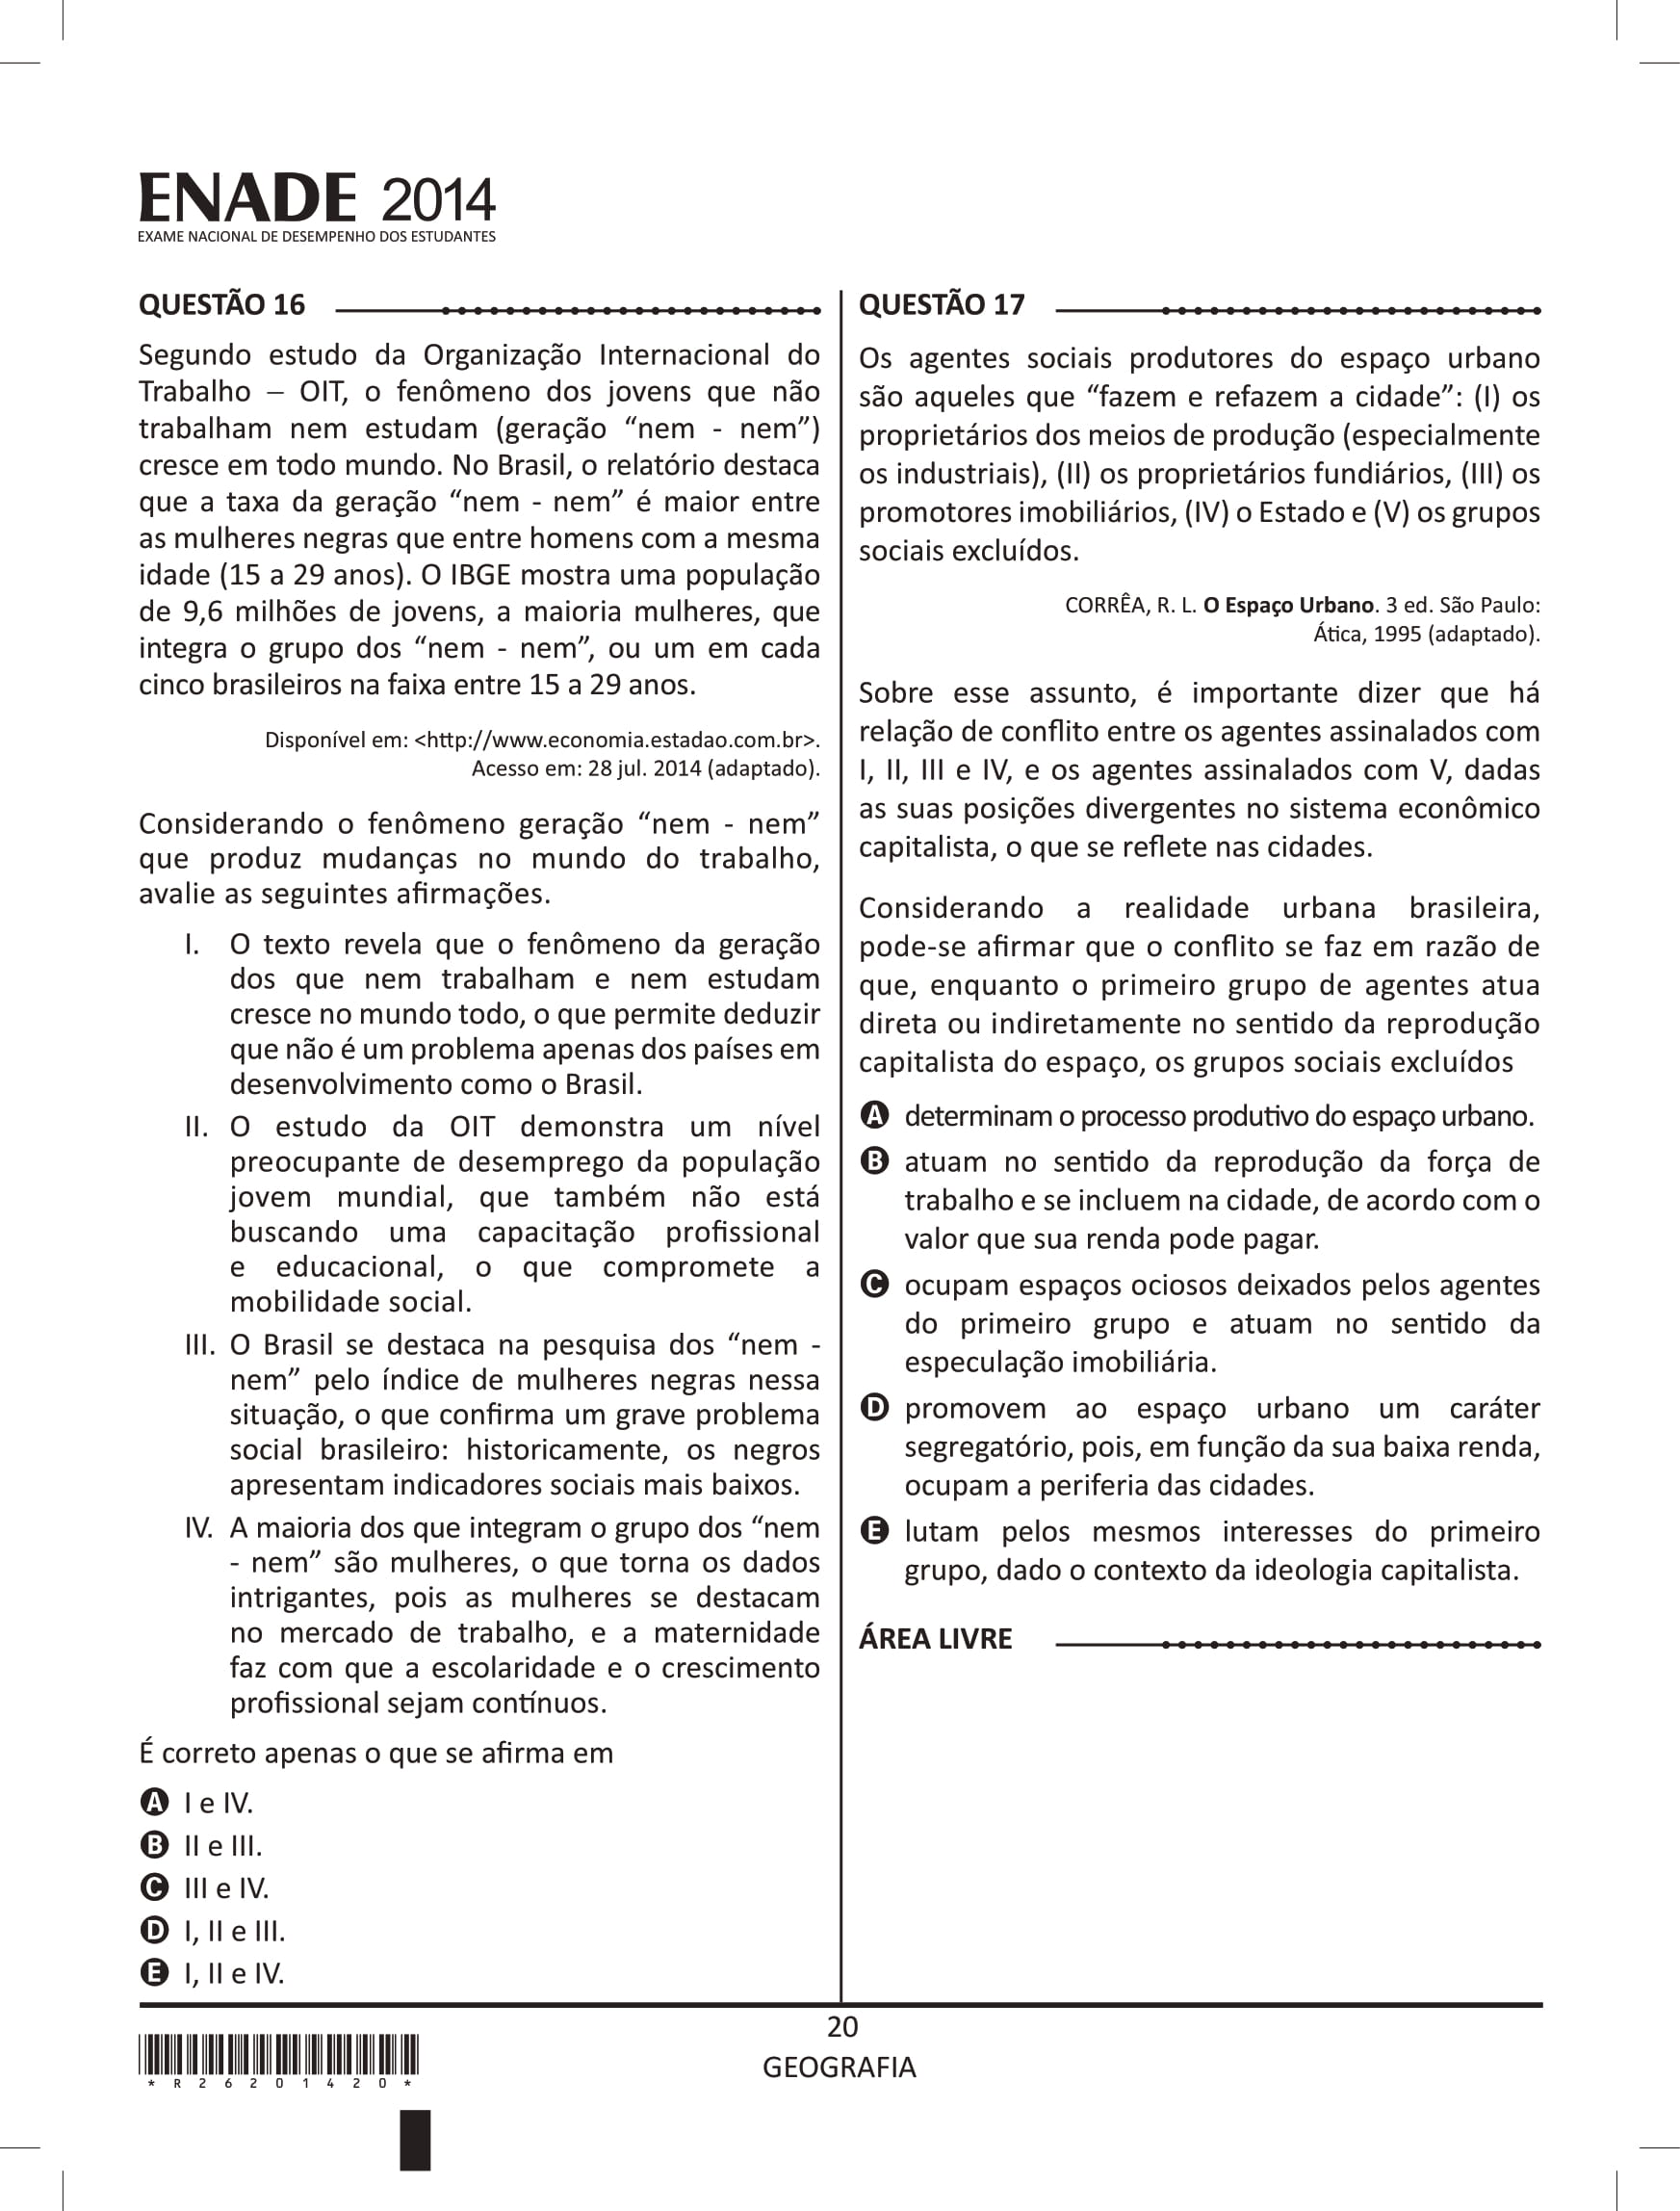 ENADE 2014
EXAME NACIONAL DE DESEMPENHO DOS ESTUDANTES
QUESTÃO 16
Segundo estudo da Organização Internacional do
Trabalho – OIT, o fenômeno dos jovens que não
trabalham nem estudam (geração “nem - nem”)
cresce em todo mundo. No Brasil, o relatório destaca
que a taxa da geração “nem - nem” é maior entre
as mulheres negras que entre homens com a mesma
idade (15 a 29 anos). O IBGE mostra uma população
de 9,6 milhões de jovens, a maioria mulheres, que
integra o grupo dos “nem - nem”, ou um em cada
cinco brasileiros na faixa entre 15 a 29 anos.
Disponível em: <http://www.economia.estadao.com.br>.
Acesso em: 28 jul. 2014 (adaptado).
Considerando o fenômeno geração “nem - nem”
que produz mudanças no mundo do trabalho,
avalie as seguintes afirmações.
I. O texto revela que o fenômeno da geração
dos que nem trabalham e nem estudam
cresce no mundo todo, o que permite deduzir
que não é um problema apenas dos países em
desenvolvimento como o Brasil.
II. O estudo da OIT demonstra um nível
preocupante de desemprego da população
jovem mundial, que também não está
buscando uma capacitação profissional
e educacional, o que compromete a
mobilidade social.
III. O Brasil se destaca na pesquisa dos “nem -
nem” pelo índice de mulheres negras nessa
situação, o que confirma um grave problema
social brasileiro: historicamente, os negros
apresentam indicadores sociais mais baixos.
IV. A maioria dos que integram o grupo dos “nem
- nem” são mulheres, o que torna os dados
intrigantes, pois as mulheres se destacam
no mercado de trabalho, e a maternidade
faz com que a escolaridade e o crescimento
profissional sejam contínuos.
É correto apenas o que se afirma em
A I e IV.
B II e III.
C III e IV.
D I, II e III.
E I, II e IV.
QUESTÃO 17
Os agentes sociais produtores do espaço urbano
são aqueles que “fazem e refazem a cidade”: (I) os
proprietários dos meios de produção (especialmente
os industriais), (II) os proprietários fundiários, (III) os
promotores imobiliários, (IV) o Estado e (V) os grupos
sociais excluídos.
CORRÊA, R. L. O Espaço Urbano. 3 ed. São Paulo:
Ática, 1995 (adaptado).
Sobre esse assunto, é importante dizer que há
relação de conflito entre os agentes assinalados com
I, II, III e IV, e os agentes assinalados com V, dadas
as suas posições divergentes no sistema econômico
capitalista, o que se reflete nas cidades.
Considerando a realidade urbana brasileira,
pode-se afirmar que o conflito se faz em razão de
que, enquanto o primeiro grupo de agentes atua
direta ou indiretamente no sentido da reprodução
capitalista do espaço, os grupos sociais excluídos
A determinam o processo produtivo do espaço urbano.
B atuam no sentido da reprodução da força de
trabalho e se incluem na cidade, de acordo com o
valor que sua renda pode pagar.
C ocupam espaços ociosos deixados pelos agentes
do primeiro grupo e atuam no sentido da
especulação imobiliária.
D promovem ao espaço urbano um caráter
segregatório, pois, em função da sua baixa renda,
ocupam a periferia das cidades.
E lutam pelos mesmos interesses do primeiro
grupo, dado o contexto da ideologia capitalista.
ÁREA LIVRE
20
GEOGRAFIA
* R 2 6 2 0 1 4 2 0 *